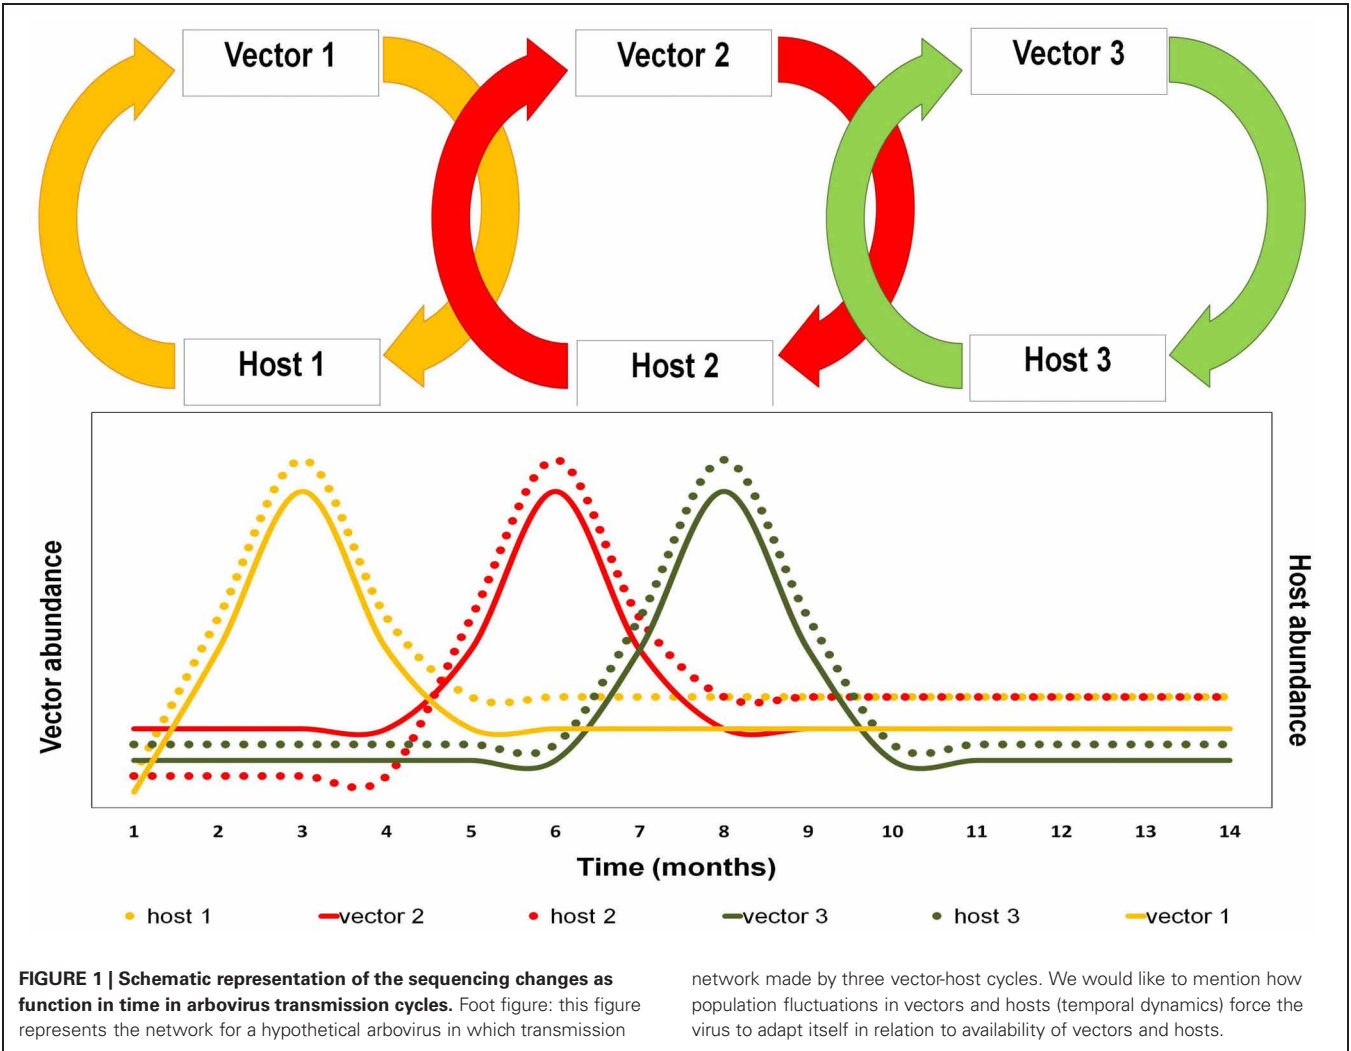 Vector 1
Vector 2
Vector 3
Host 1
Host 2
Host 3
Vector abundance
Host abundance
1 2 3 4 5 6 7 8 9 10 11 12 13 14
Time (months)
host 1 vector 2 host 2 vector 3 host 3 vector 1
FIGURE 1 | Schematic representation of the sequencing changes as
function in time in arbovirus transmission cycles. Foot figure: this figure
represents the network for a hypothetical arbovirus in which transmission
network made by three vector-host cycles. We would like to mention how
population fluctuations in vectors and hosts (temporal dynamics) force the
virus to adapt itself in relation to availability of vectors and hosts.